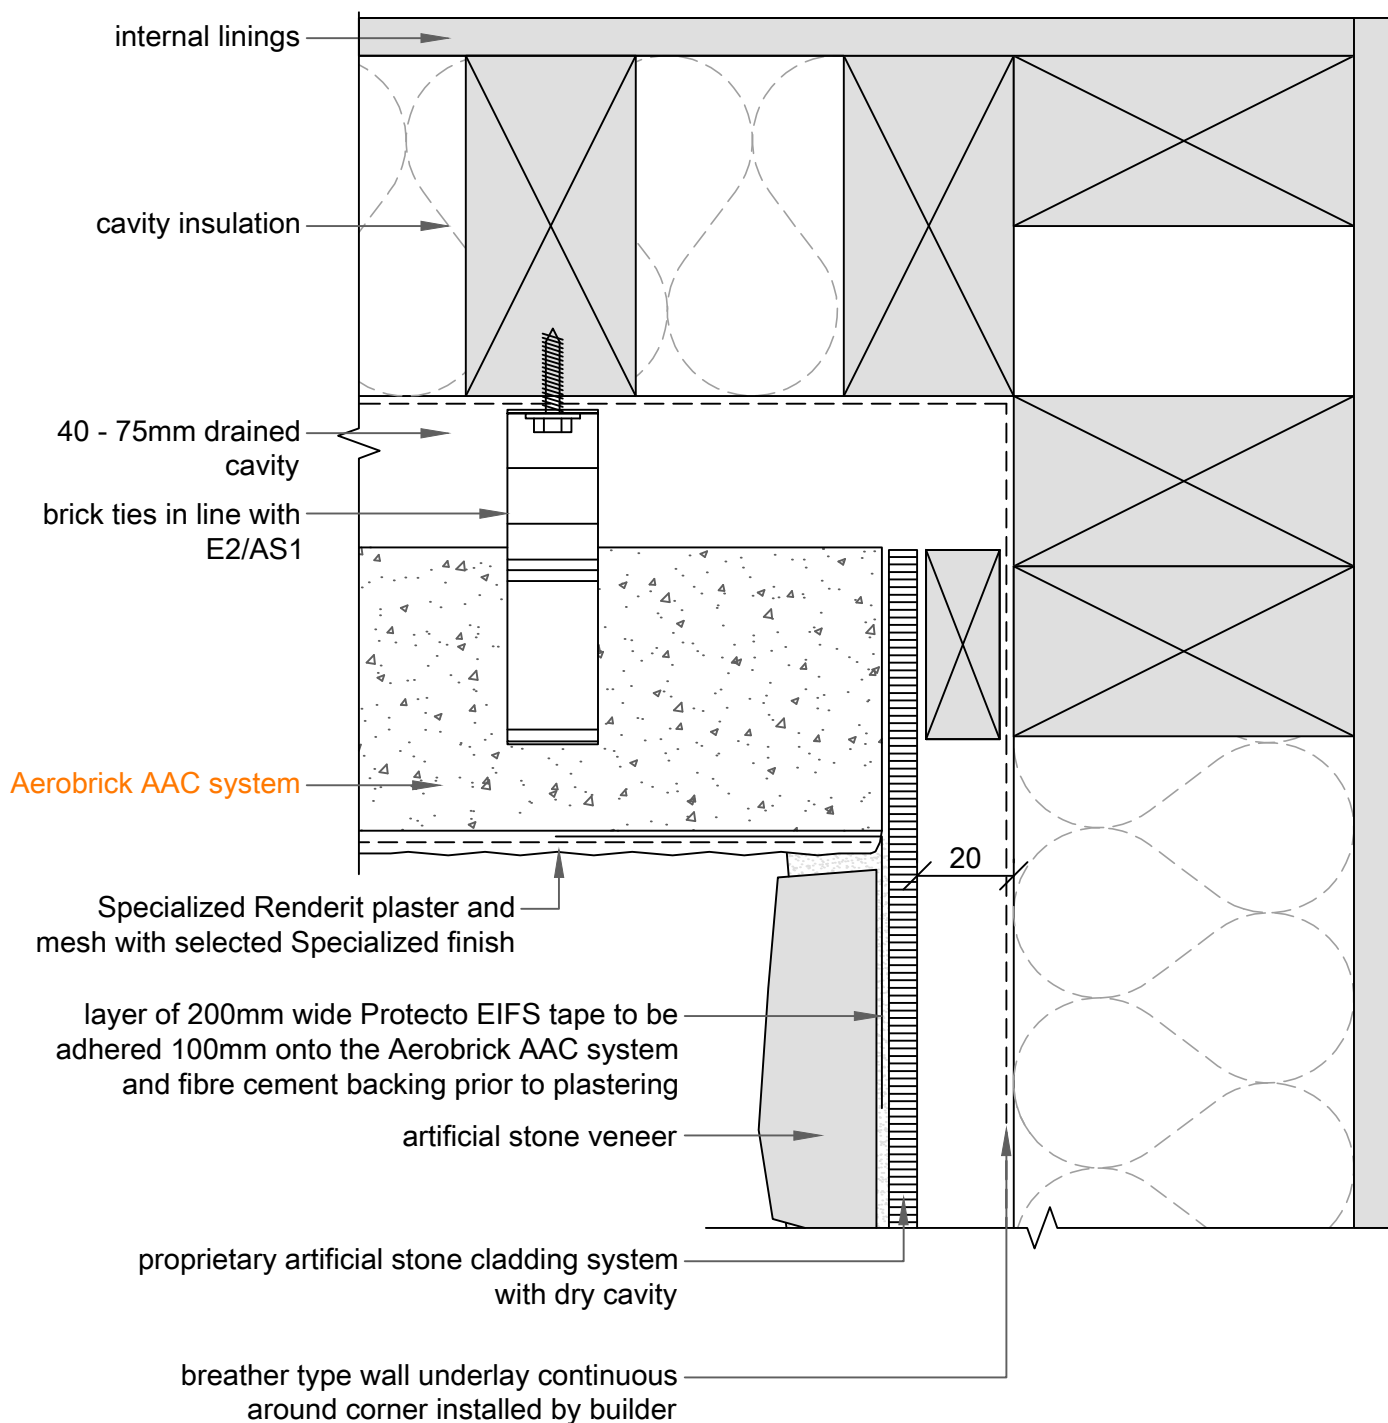 internal linings
cavity insulation
40 - 75mm drained
cavity
brick ties in line with
E2/AS1
Aerobrick AAC system
20
Specialized Renderit plaster and
mesh with selected Specialized finish
layer of 200mm wide Protecto EIFS tape to be
adhered 100mm onto the Aerobrick AAC system
and fibre cement backing prior to plastering
artificial stone veneer
proprietary artificial stone cladding system
with dry cavity
breather type wall underlay continuous
around corner installed by builder